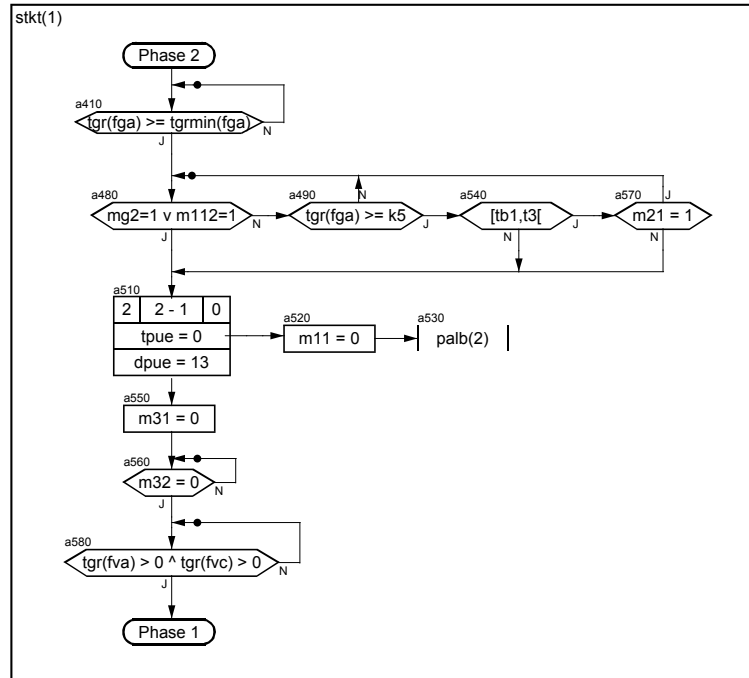 stkt(1)
Phase 2
a410
tgr(fga) >= tgrmin(fga)
N
J
a480
mg2=1 v m112=1
N
J
a490
tgr(fga) >= k5
N
J
a540
[tb1,t3[
N
J
a570
m21 = 1
J
N
a510
2 2 - 1 0
tpue = 0
dpue = 13
a520
m11 = 0
a530
palb(2)
a550
m31 = 0
a560
m32 = 0
N
J
a580
tgr(fva) > 0 ^ tgr(fvc) > 0
N
J
Phase 1